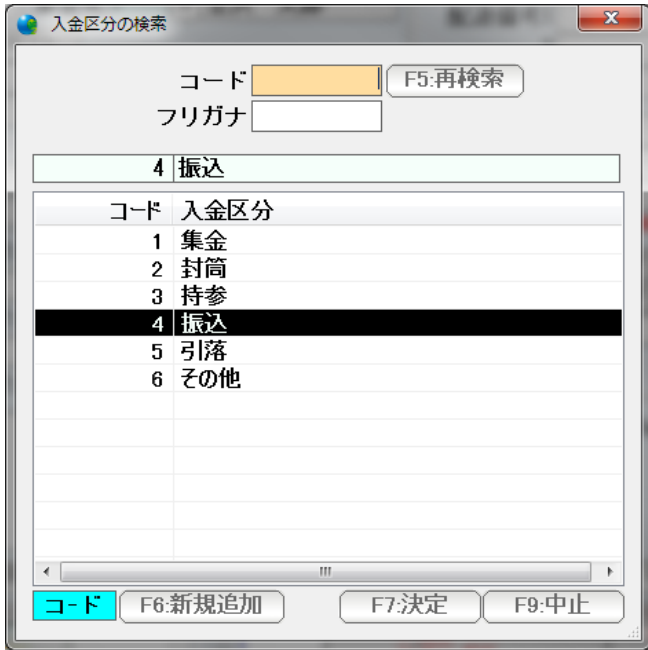 入金区分の検索
コード F5:再検索
フリガナ
4 振込
コード 入金区分
1 集金
2 封筒
3 持参
4 振込
5 引落
6 その他
コード F6:新規追加 F7:決定 F9:中止